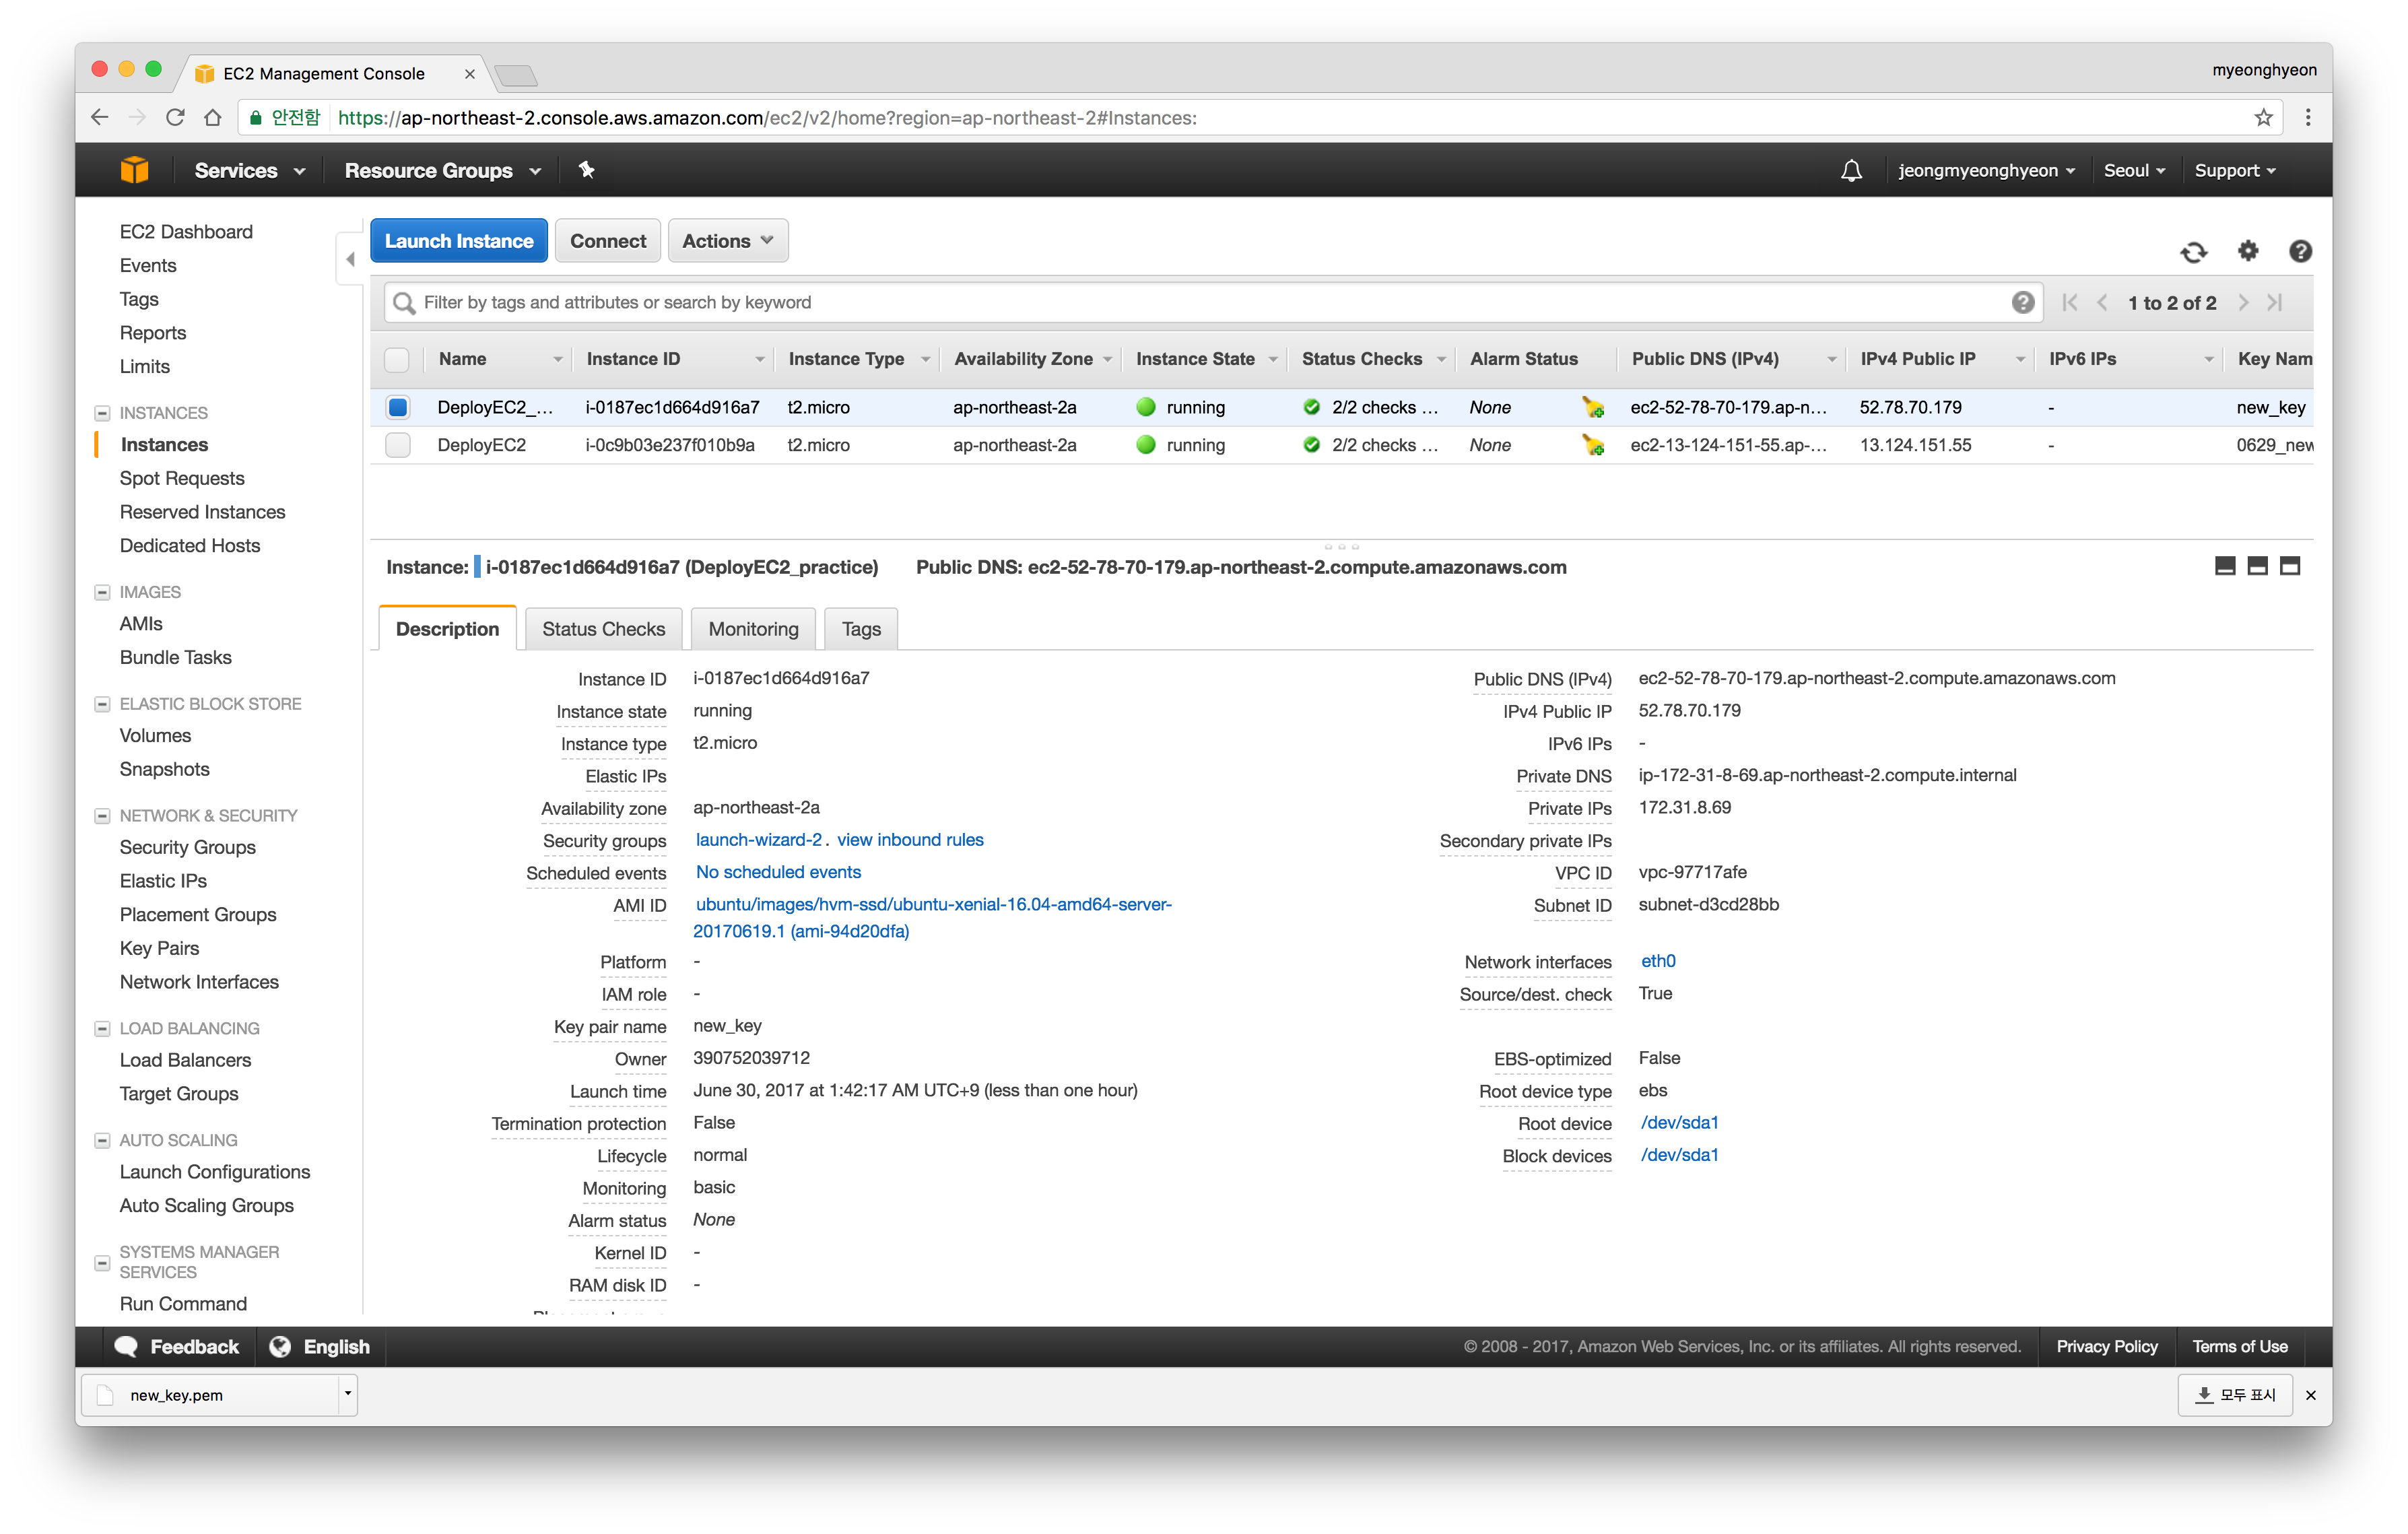 EC2 Management Console
myeonghyeon
안전함 https://ap-northeast-2.console.aws.amazon.com/ec2/v2/home?region=ap-northeast-2#Instances:
Services Resource Groups jeongmyeonghyeon Seoul Support
EC2 Dashboard
Events
Tags
Reports
Limits
INSTANCES
Instances
Spot Requests
Reserved Instances
Dedicated Hosts
IMAGES
AMIs
Bundle Tasks
ELASTIC BLOCK STORE
Volumes
Snapshots
NETWORK & SECURITY
Security Groups
Elastic IPs
Placement Groups
Key Pairs
Network Interfaces
LOAD BALANCING
Load Balancers
Target Groups
AUTO SCALING
Launch Configurations
Auto Scaling Groups
SYSTEMS MANAGER
SERVICES
Run Command
Launch Instance Connect Actions
Filter by tags and attributes or search by keyword 1 to 2 of 2
Name Instance ID Instance Type Availability Zone Instance State Status Checks Alarm Status Public DNS (IPv4) IPv4 Public IP IPv6 IPs Key Nam
DeployEC2_... i-0187ec1d664d916a7 t2.micro ap-northeast-2a running 2/2 checks ... None ec2-52-78-70-179.ap-n... 52.78.70.179 - new_key
DeployEC2 i-0c9b03e237f010b9a t2.micro ap-northeast-2a running 2/2 checks ... None ec2-13-124-151-55.ap-... 13.124.151.55 - 0629_new
Instance: i-0187ec1d664d916a7 (DeployEC2_practice) Public DNS: ec2-52-78-70-179.ap-northeast-2.compute.amazonaws.com
Description Status Checks Monitoring Tags
Instance ID i-0187ec1d664d916a7
Instance state running
Instance type t2.micro
Elastic IPs
Availability zone ap-northeast-2a
Security groups launch-wizard-2. view inbound rules
Scheduled events No scheduled events
AMI ID ubuntu/images/hvm-ssd/ubuntu-xenial-16.04-amd64-server-
20170619.1 (ami-94d20dfa)
Platform -
IAM role -
Key pair name new_key
Owner 390752039712
Launch time June 30, 2017 at 1:42:17 AM UTC+9 (less than one hour)
Termination protection False
Lifecycle normal
Monitoring basic
Alarm status None
Kernel ID -
RAM disk ID -
Public DNS (IPv4) ec2-52-78-70-179.ap-northeast-2.compute.amazonaws.com
IPv4 Public IP 52.78.70.179
IPv6 IPs -
Private DNS ip-172-31-8-69.ap-northeast-2.compute.internal
Private IPs 172.31.8.69
Secondary private IPs
VPC ID vpc-97717afe
Subnet ID subnet-d3cd28bb
Network interfaces eth0
Source/dest. check True
EBS-optimized False
Root device type ebs
Root device /dev/sda1
Block devices /dev/sda1
Feedback English © 2008 - 2017, Amazon Web Services, Inc. or its affiliates. All rights reserved. Privacy Policy Terms of Use
new_key.pem 모두 표시